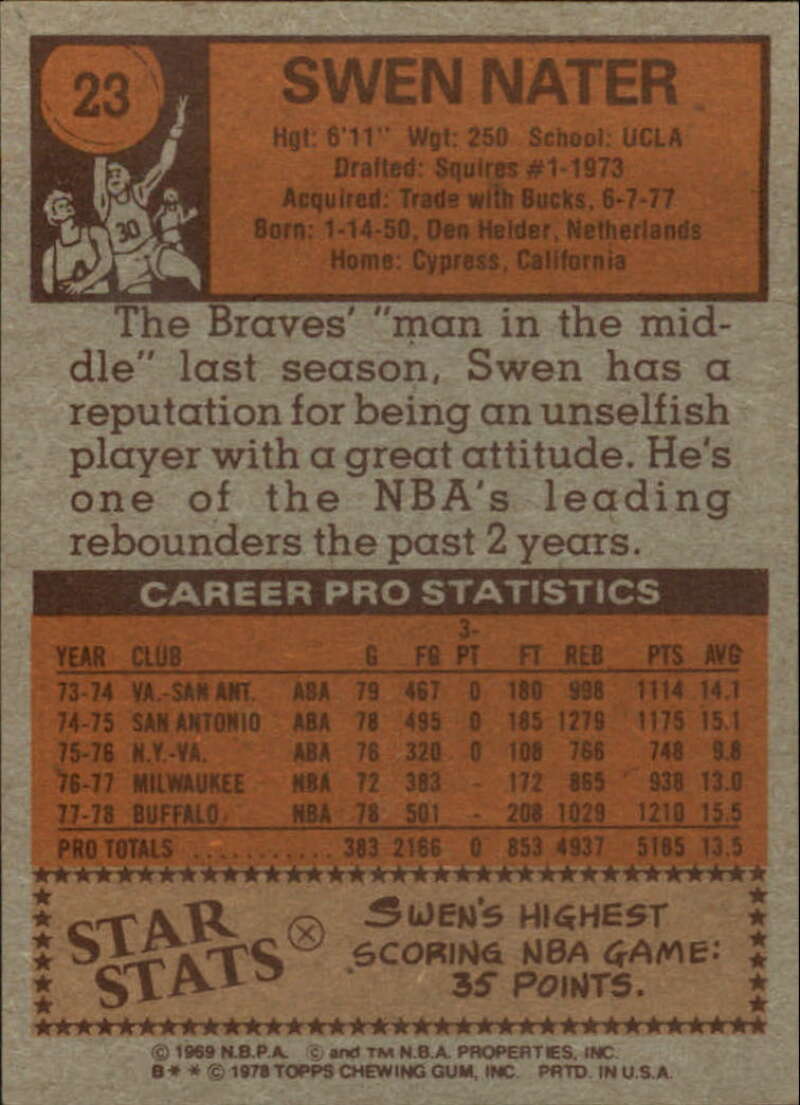 23
SWEN NATER
Hgt: 6'11" Wgt: 250 School: UCLA
Drafted: Squires #1-1973
Acquired: Trade with Bucks, 6-7-77
Born: 1-14-50, Den Helder, Netherlands
Home: Cypress, California
30
The Braves' "man in the mid-
dle" last season, Swen has a
reputation for being an unselfish
player with a great attitude. He's
one of the NBA's leading
rebounders the past 2 years.
CAREER PRO STATISTICS
YEAR CLUB G FG 3-PT FT REB PTS AVG
73-74 VA.-SAN ANT. ABA 79 467 0 180 998 1114 14.1
74-75 SAN ANTONIO ABA 78 495 0 185 1279 1175 15.1
75-76 N.Y.-VA. ABA 76 320 0 108 766 748 9.8
76-77 MILWAUKEE NBA 72 383 - 172 865 938 13.0
77-78 BUFFALO NBA 78 501 - 208 1029 1210 15.5
PRO TOTALS ............ 383 2166 0 853 4937 5185 13.5
STAR STATS
SWEN'S HIGHEST
SCORING NBA GAME:
35 POINTS.
© 1969 N.B.P.A. © and TM N.B.A. PROPERTIES, INC.
B* * © 1978 TOPPS CHEWING GUM, INC. PRTD. IN U.S.A.